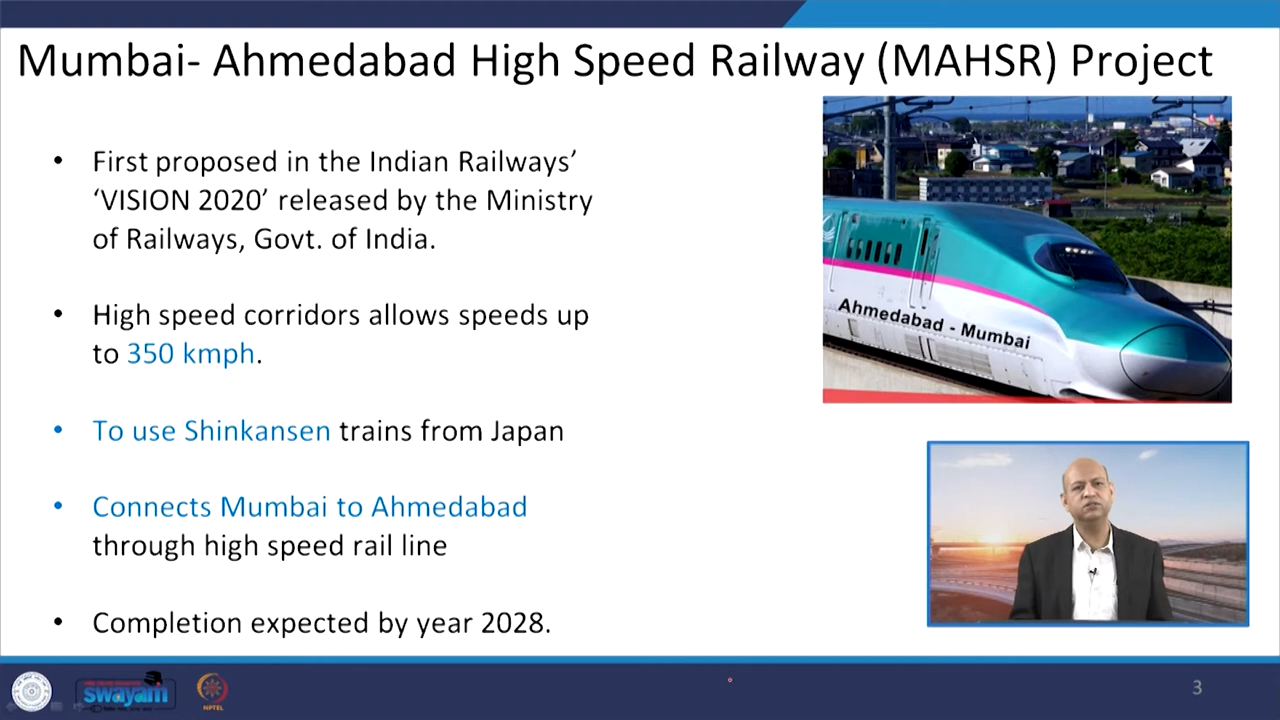 Mumbai- Ahmedabad High Speed Railway (MAHSR) Project
• First proposed in the Indian Railways’
‘VISION 2020’ released by the Ministry
of Railways, Govt. of India.
• High speed corridors allows speeds up
to 350 kmph.
• To use Shinkansen trains from Japan
• Connects Mumbai to Ahmedabad
through high speed rail line
• Completion expected by year 2028.
Ahmedabad - Mumbai
swayam
NPTEL
3